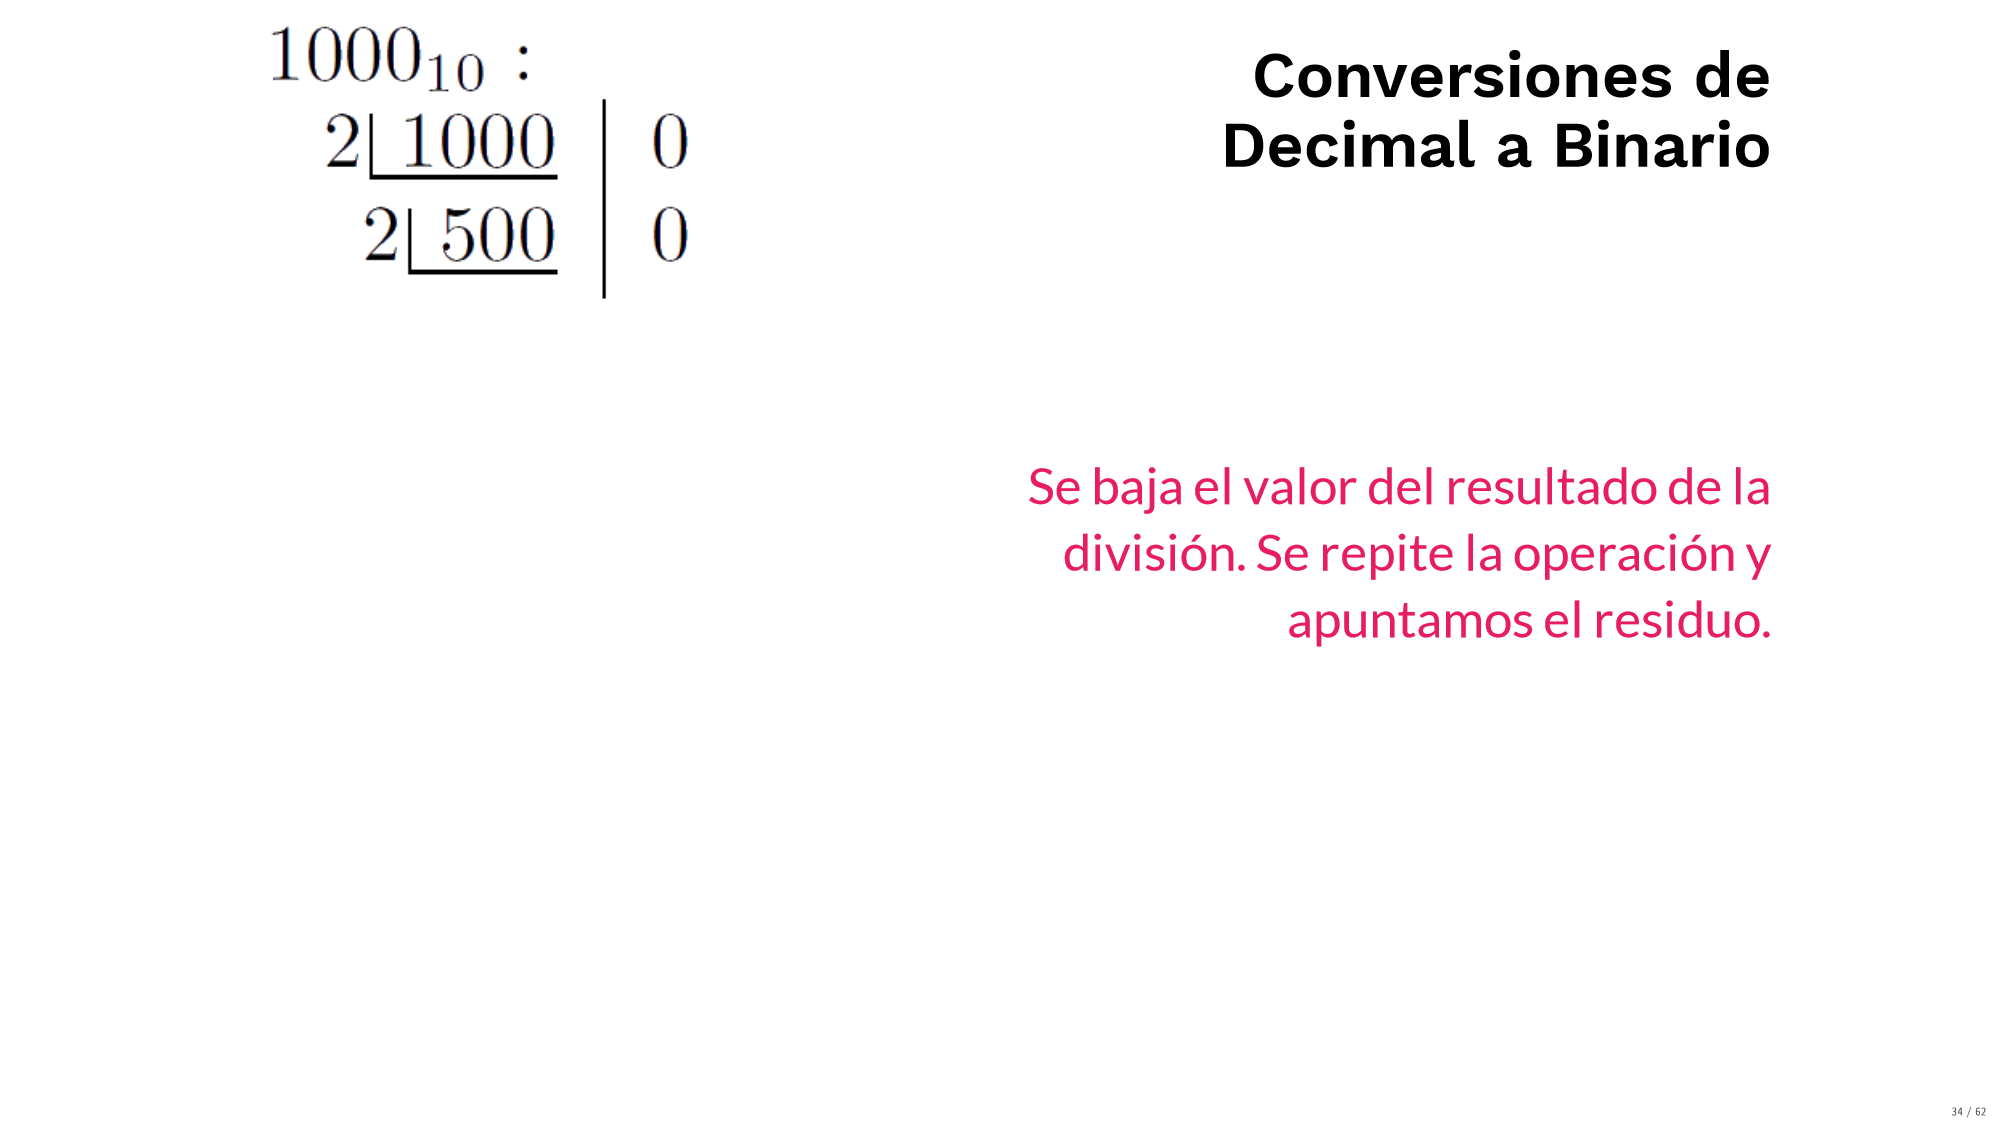 1000₁₀ :
2 1000 0
2 500 0
Conversiones de
Decimal a Binario
Se baja el valor del resultado de la
división. Se repite la operación y
apuntamos el residuo.
34 / 62